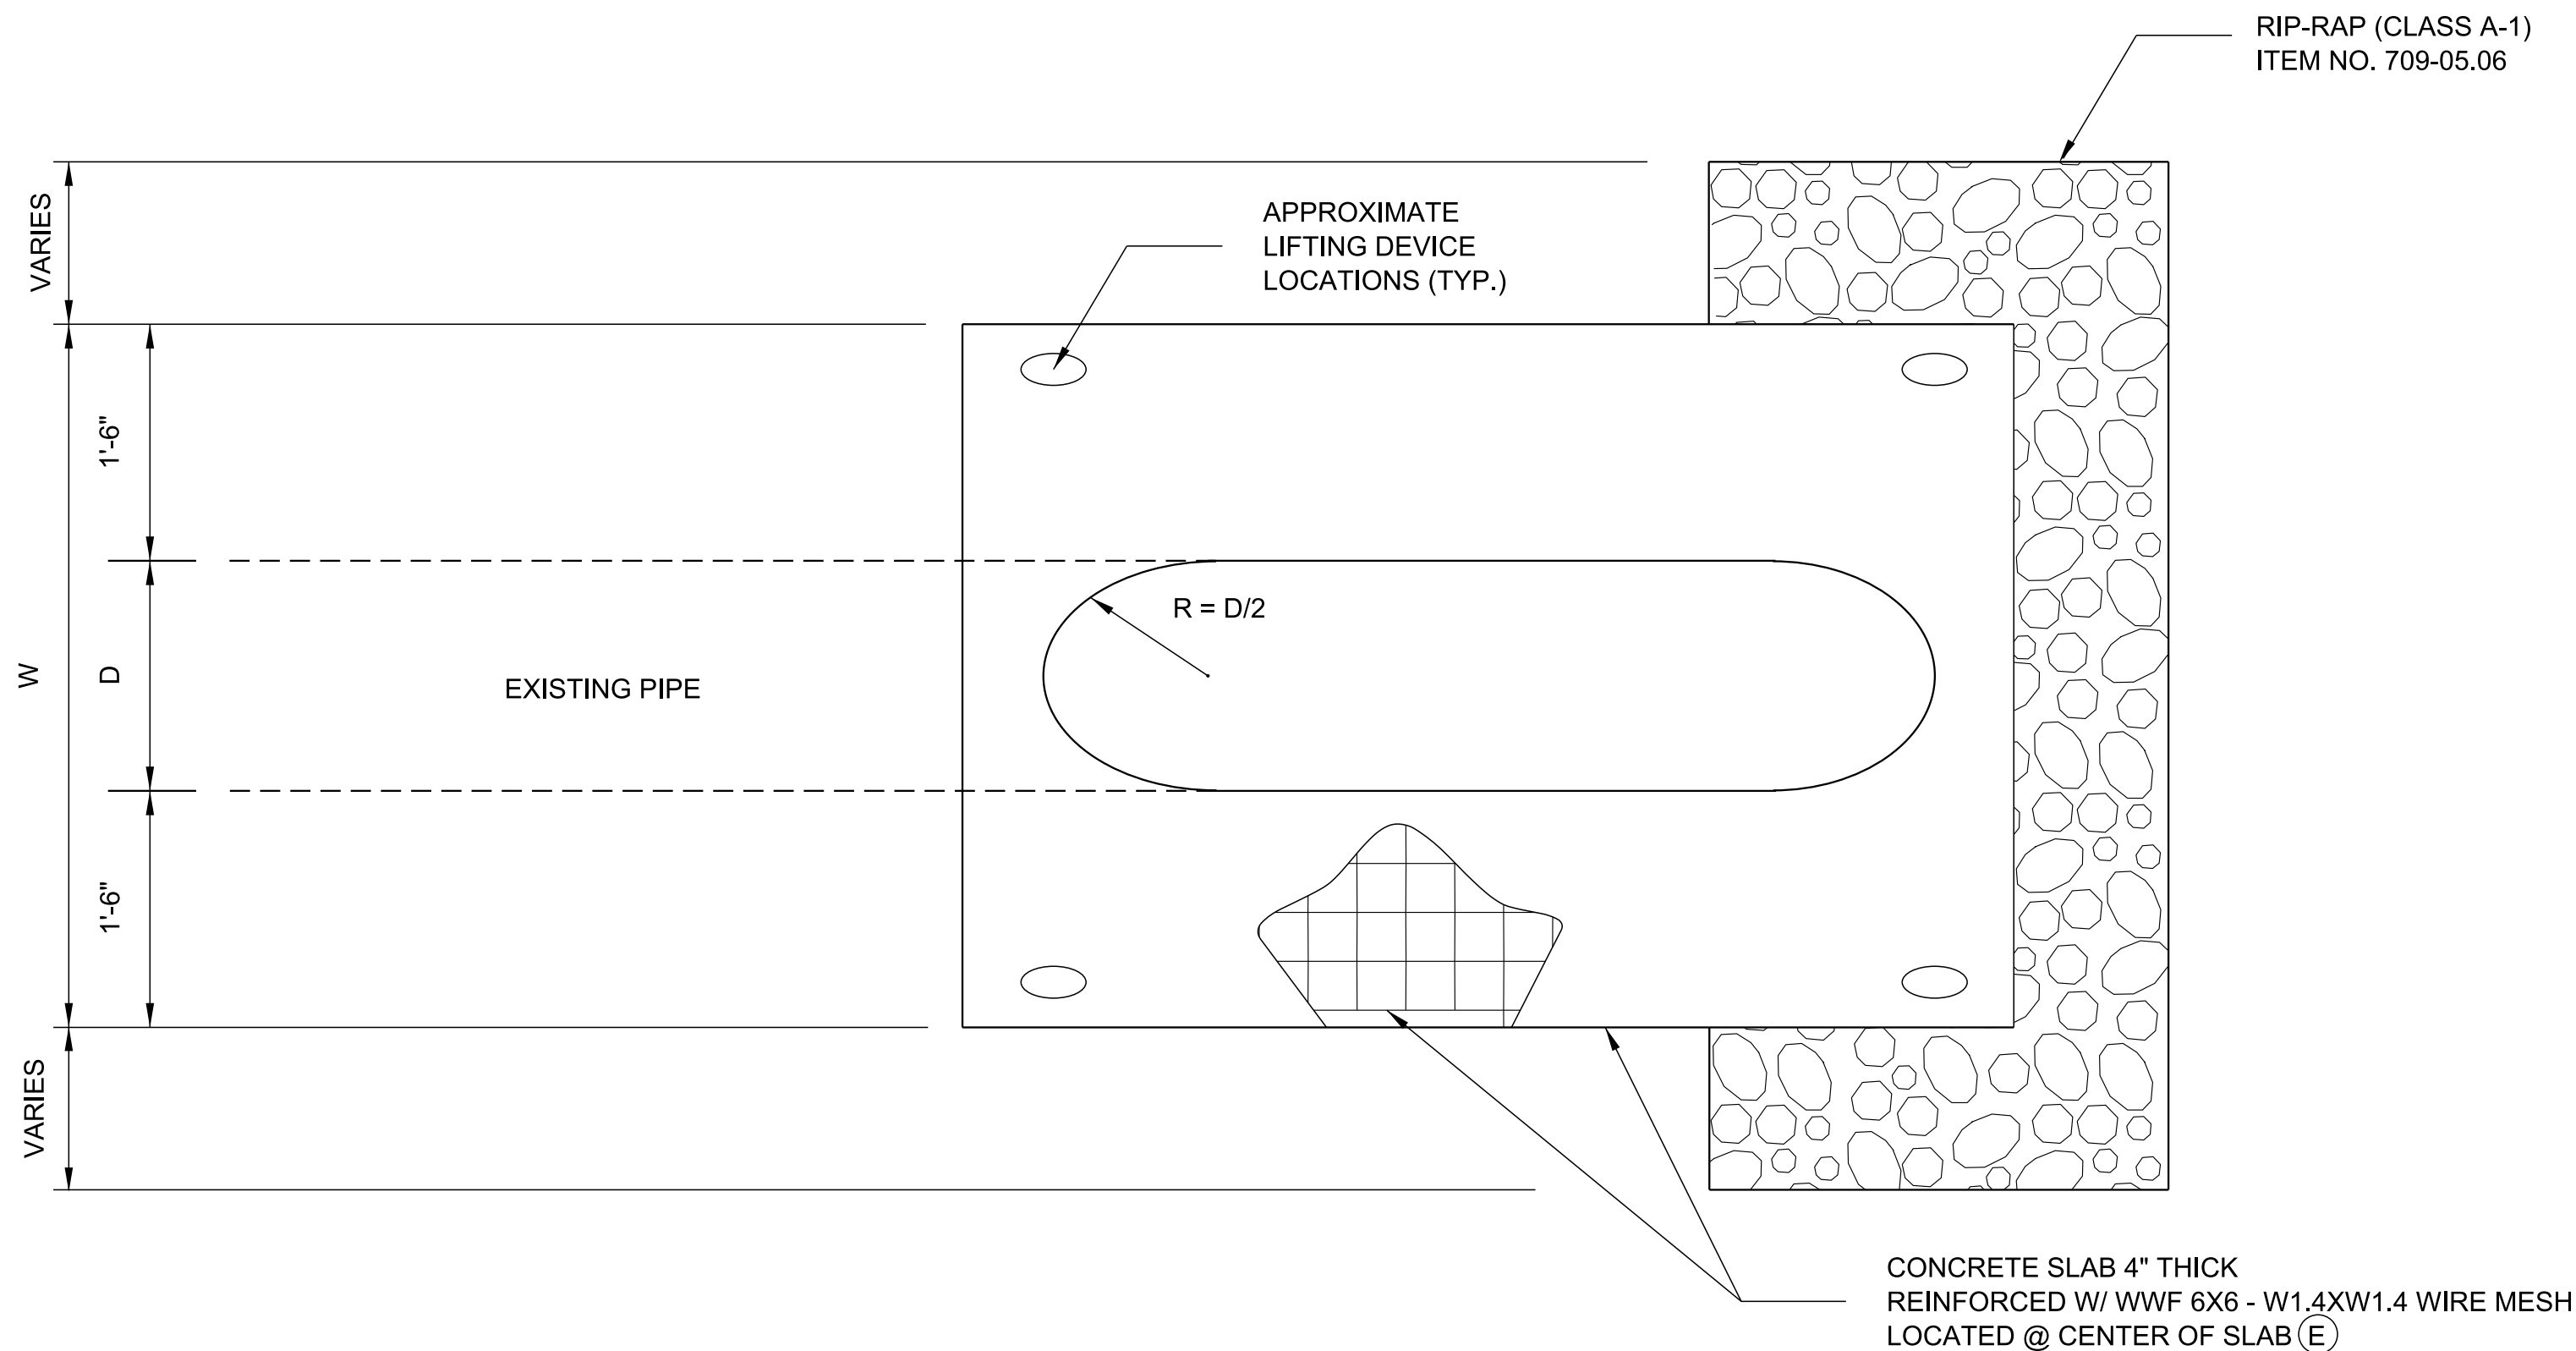 RIP-RAP (CLASS A-1)
ITEM NO. 709-05.06
VARIES
APPROXIMATE
LIFTING DEVICE
LOCATIONS (TYP.)
1'-6"
R = D/2
W
D
EXISTING PIPE
1'-6"
VARIES
CONCRETE SLAB 4" THICK
REINFORCED W/ WWF 6X6 - W1.4XW1.4 WIRE MESH
LOCATED @ CENTER OF SLAB E